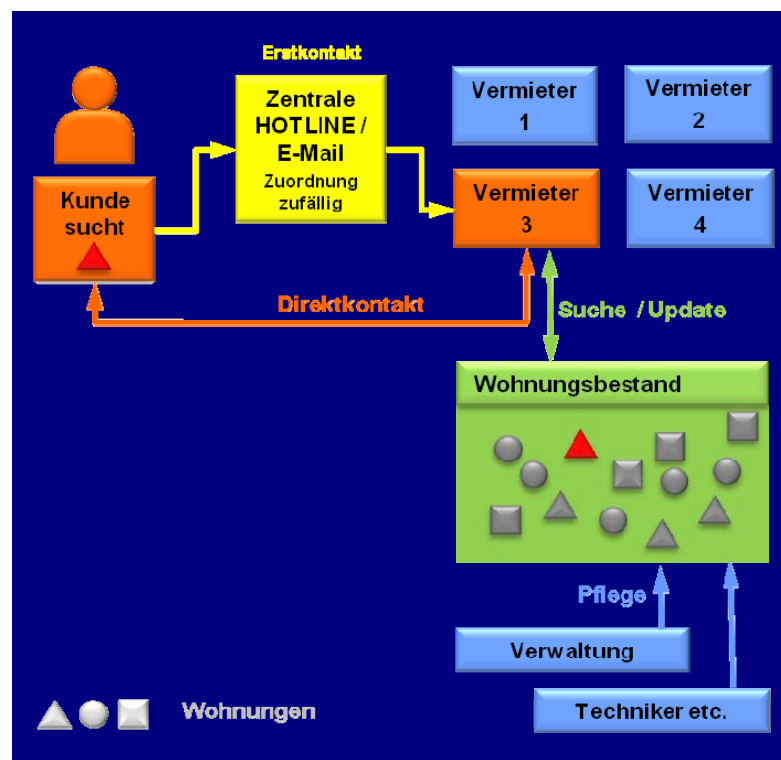 Erstkontakt
Zentrale
HOTLINE /
E-Mail
Zuordnung
zufällig
Vermieter
1
Vermieter
2
Kunde
sucht
Vermieter
3
Vermieter
4
Direktkontakt
Suche / Update
Wohnungsbestand
Pflege
Verwaltung
Techniker etc.
Wohnungen